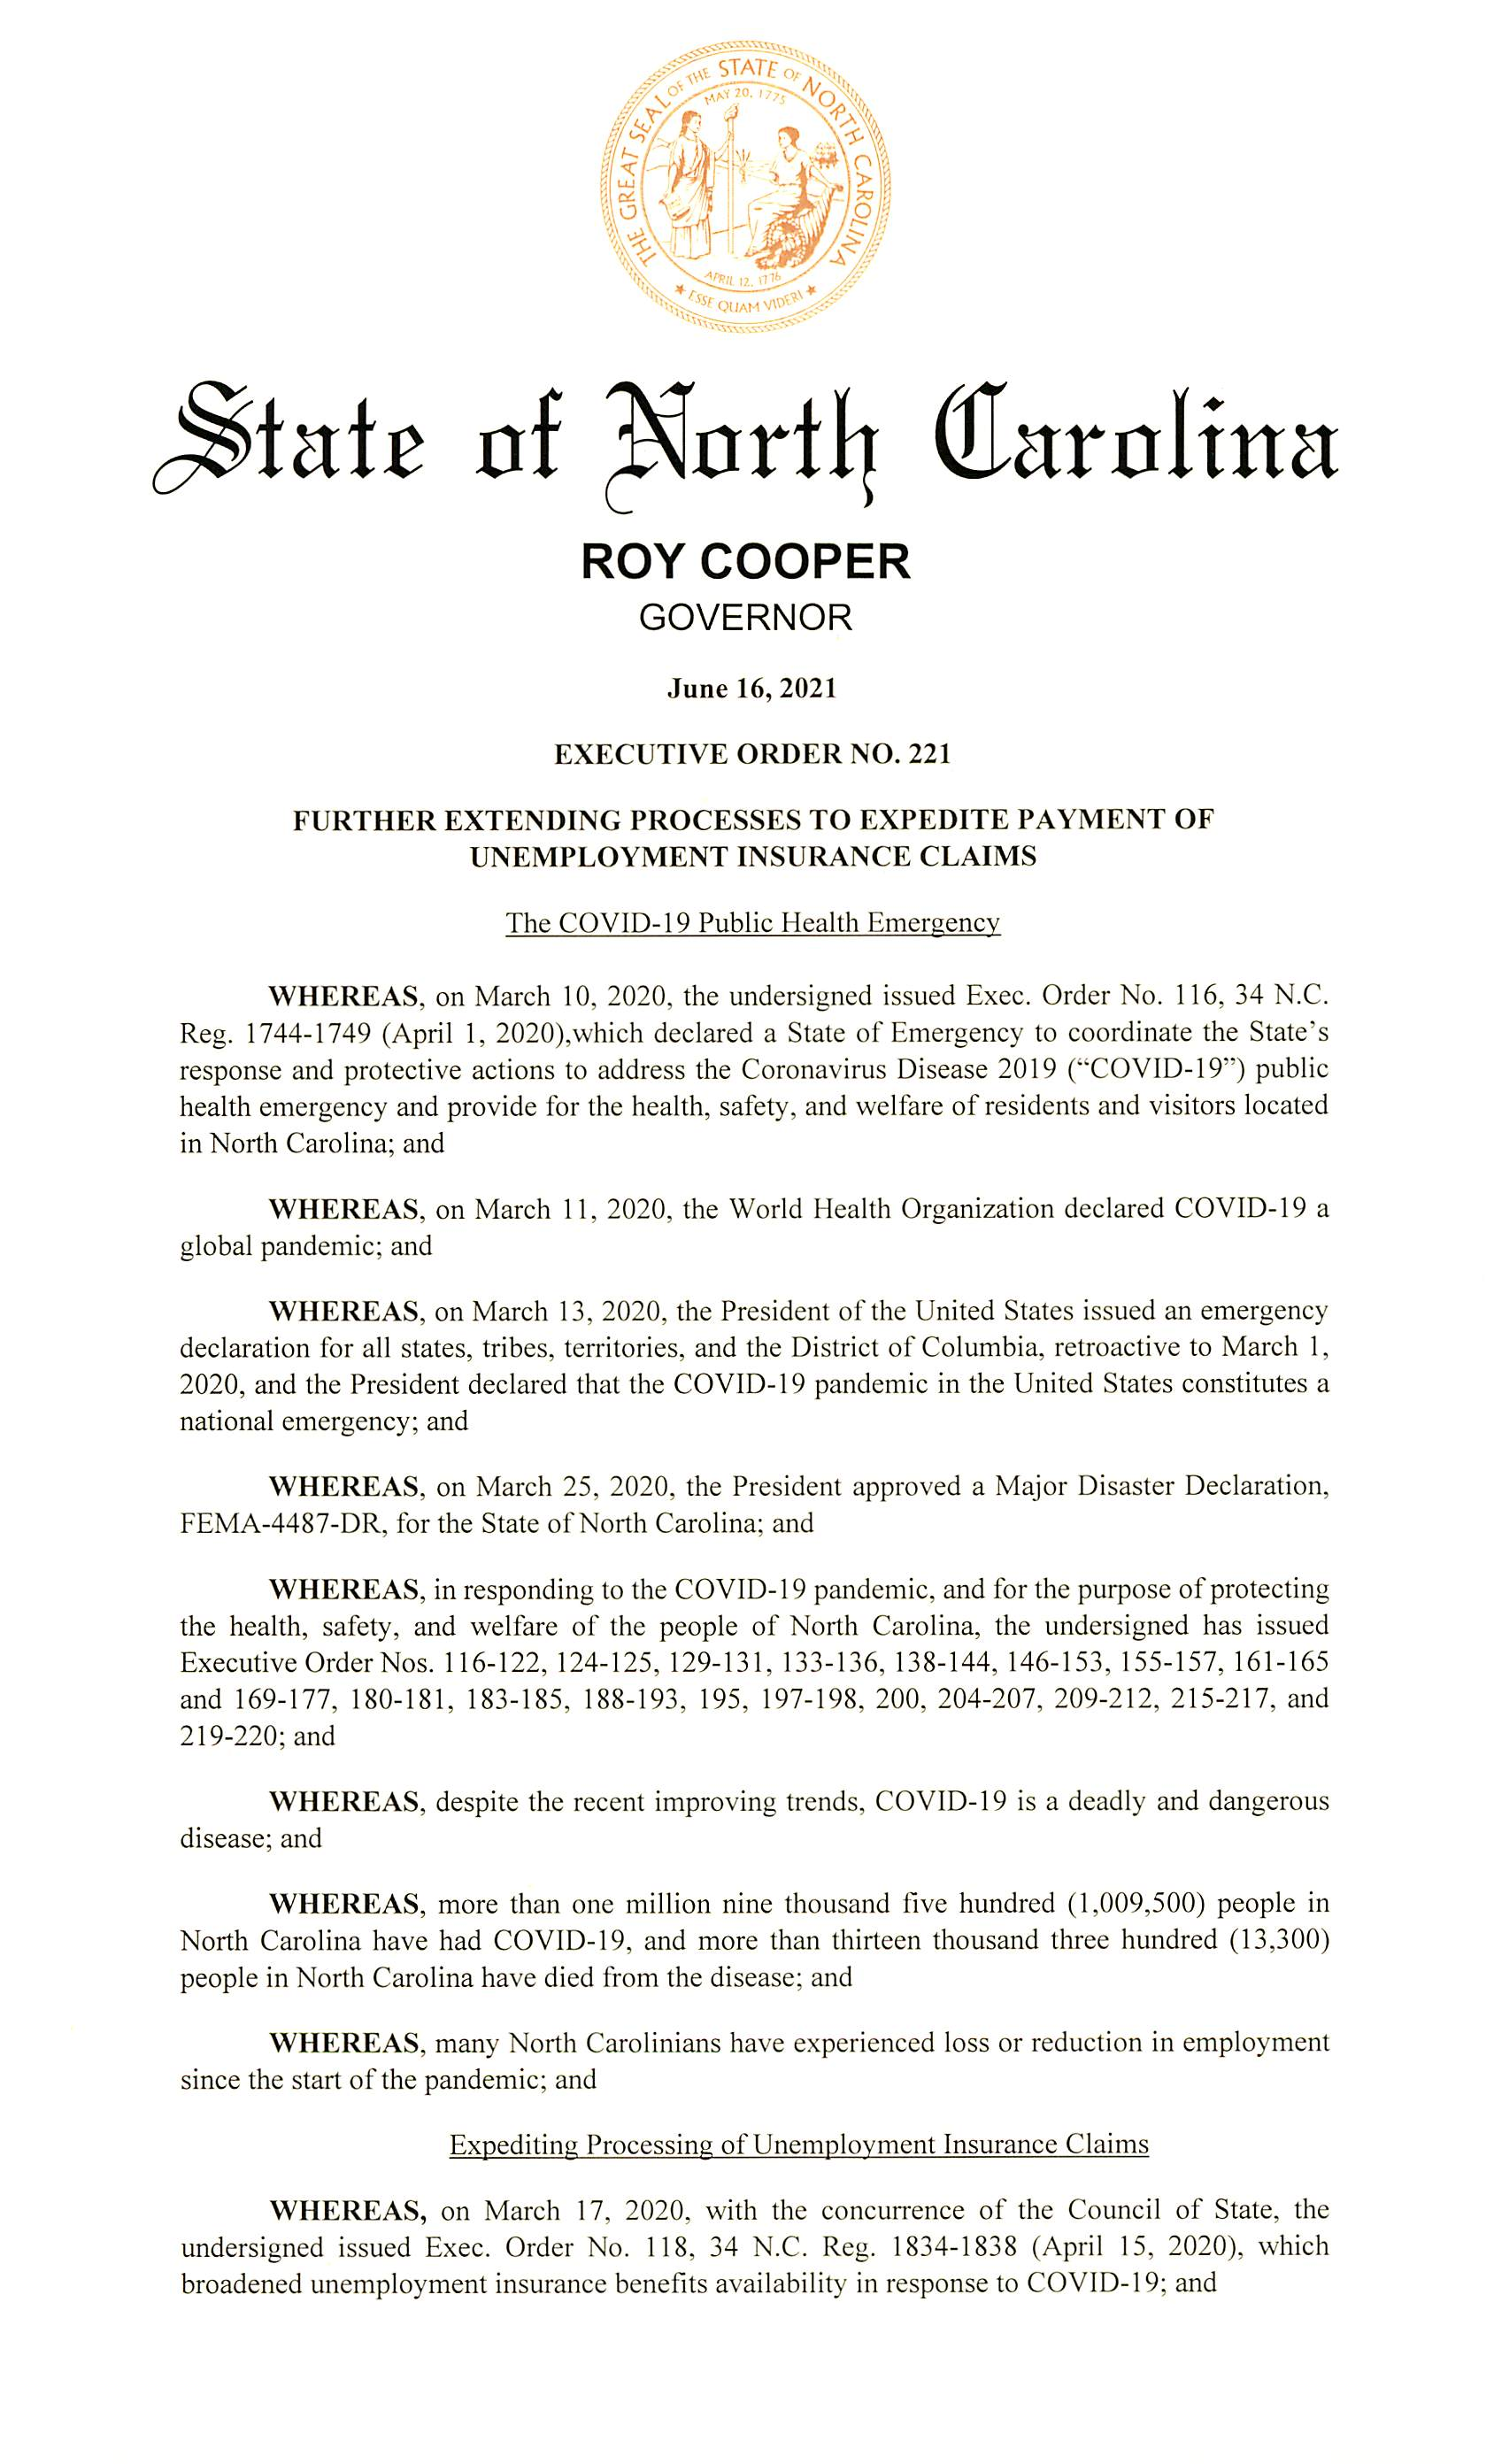 THE GREAT SEAL OF THE STATE OF NORTH CAROLINA
MAY 20, 1775
APRIL 12, 1776
★ ESSE QUAM VIDERI ★
State of North Carolina
ROY COOPER
GOVERNOR
June 16, 2021
EXECUTIVE ORDER NO. 221
FURTHER EXTENDING PROCESSES TO EXPEDITE PAYMENT OF
UNEMPLOYMENT INSURANCE CLAIMS
The COVID-19 Public Health Emergency
WHEREAS, on March 10, 2020, the undersigned issued Exec. Order No. 116, 34 N.C.
Reg. 1744-1749 (April 1, 2020),which declared a State of Emergency to coordinate the State's
response and protective actions to address the Coronavirus Disease 2019 (“COVID-19”) public
health emergency and provide for the health, safety, and welfare of residents and visitors located
in North Carolina; and
WHEREAS, on March 11, 2020, the World Health Organization declared COVID-19 a
global pandemic; and
WHEREAS, on March 13, 2020, the President of the United States issued an emergency
declaration for all states, tribes, territories, and the District of Columbia, retroactive to March 1,
2020, and the President declared that the COVID-19 pandemic in the United States constitutes a
national emergency; and
WHEREAS, on March 25, 2020, the President approved a Major Disaster Declaration,
FEMA-4487-DR, for the State of North Carolina; and
WHEREAS, in responding to the COVID-19 pandemic, and for the purpose of protecting
the health, safety, and welfare of the people of North Carolina, the undersigned has issued
Executive Order Nos. 116-122, 124-125, 129-131, 133-136, 138-144, 146-153, 155-157, 161-165
and 169-177, 180-181, 183-185, 188-193, 195, 197-198, 200, 204-207, 209-212, 215-217, and
219-220; and
WHEREAS, despite the recent improving trends, COVID-19 is a deadly and dangerous
disease; and
WHEREAS, more than one million nine thousand five hundred (1,009,500) people in
North Carolina have had COVID-19, and more than thirteen thousand three hundred (13,300)
people in North Carolina have died from the disease; and
WHEREAS, many North Carolinians have experienced loss or reduction in employment
since the start of the pandemic; and
Expediting Processing of Unemployment Insurance Claims
WHEREAS, on March 17, 2020, with the concurrence of the Council of State, the
undersigned issued Exec. Order No. 118, 34 N.C. Reg. 1834-1838 (April 15, 2020), which
broadened unemployment insurance benefits availability in response to COVID-19; and